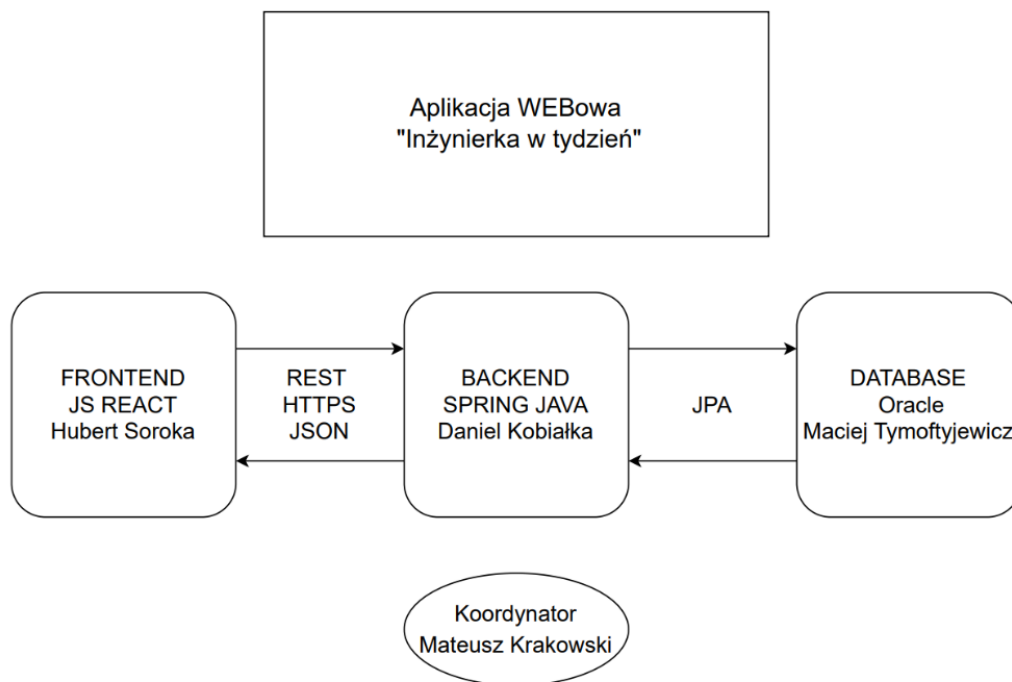 Aplikacja WEBowa
"Inżynierka w tydzień"
FRONTEND
JS REACT
Hubert Soroka
REST
HTTPS
JSON
BACKEND
SPRING JAVA
Daniel Kobiałka
JPA
DATABASE
Oracle
Maciej Tymoftyjewicz
Koordynator
Mateusz Krakowski